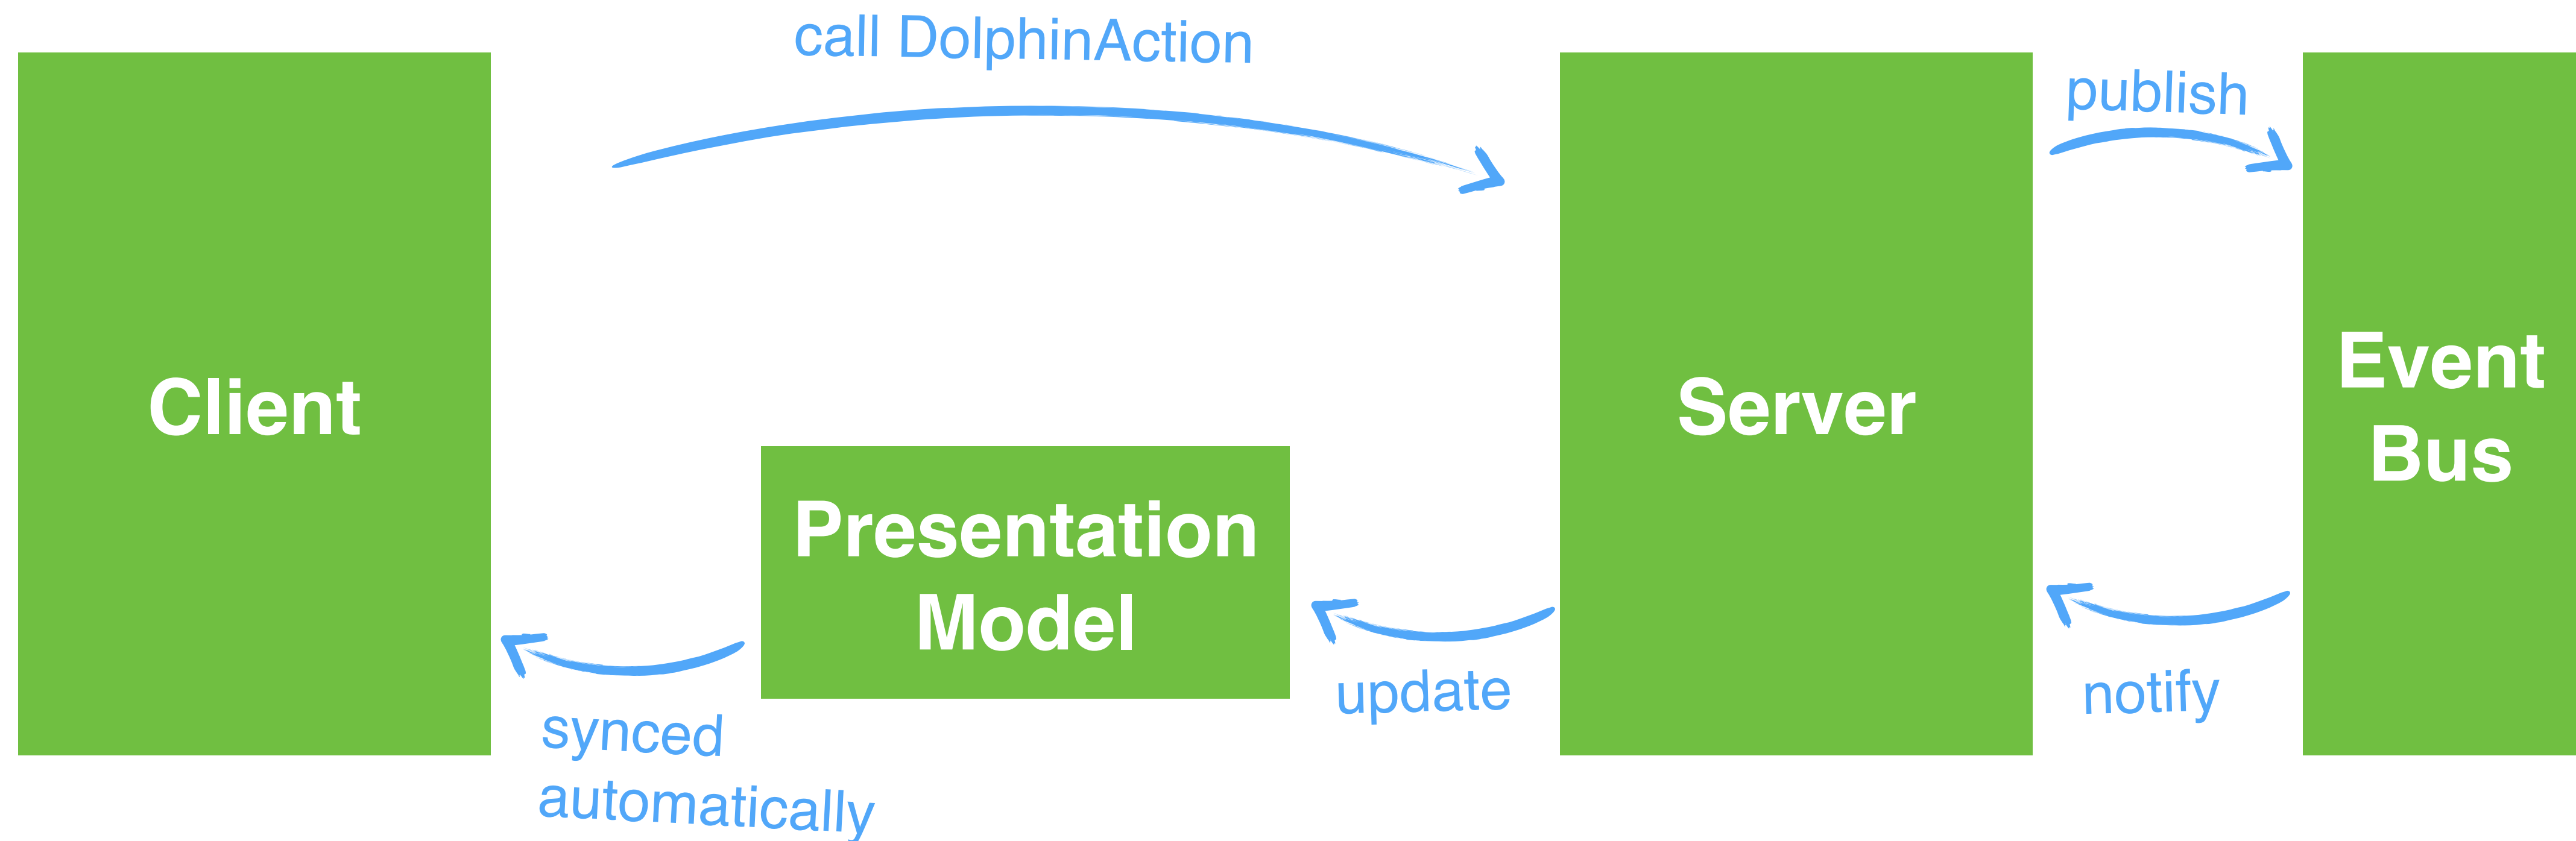 call DolphinAction
publish
Client
Server
Event
Bus
Presentation
Model
update
notify
synced
automatically